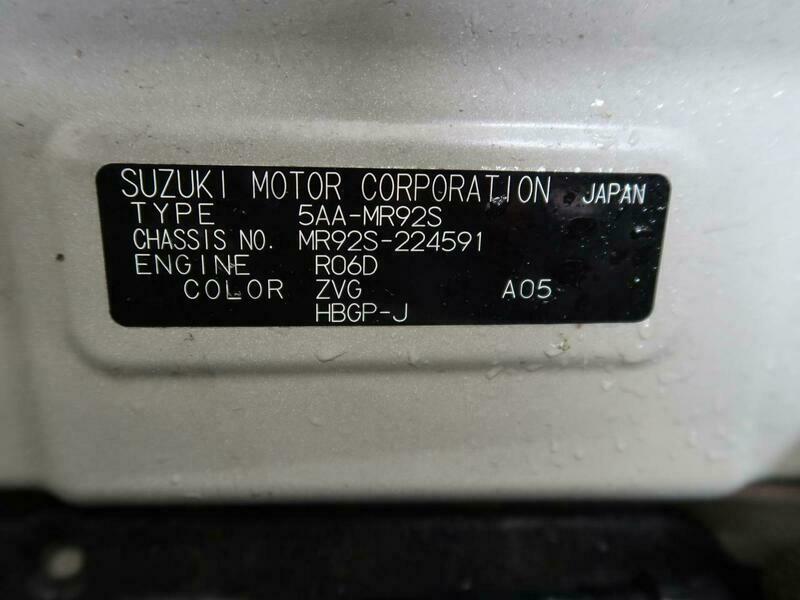 SUZUKI MOTOR CORPORATION JAPAN
TYPE 5AA-MR92S
CHASSIS NO. MR92S-224591
ENGINE R06D
COLOR ZVG A05
HBGP-J